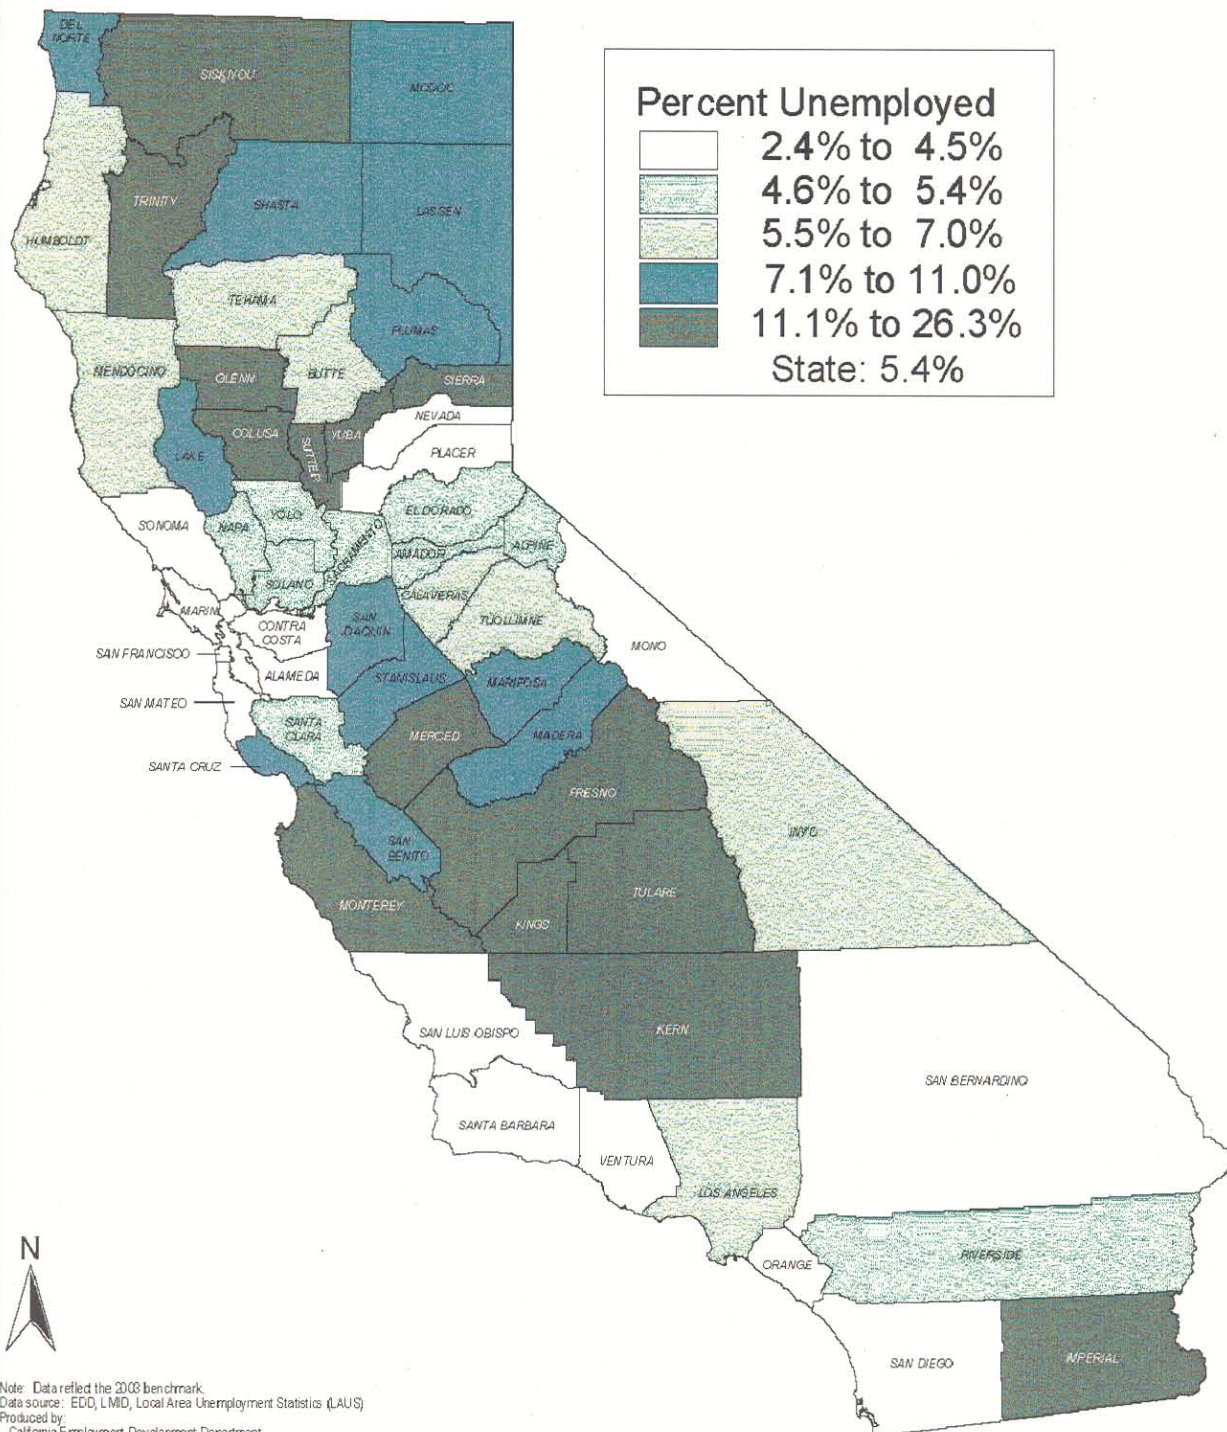 Percent Unemployed
2.4% to 4.5%
4.6% to 5.4%
5.5% to 7.0%
7.1% to 11.0%
11.1% to 26.3%
State: 5.4%
DEL
NORTE
SISKIYOU
MODOC
TRINITY
SHASTA
LASSEN
HUMBOLDT
TEHAMA
PLUMAS
MENDOCINO
GLENN
BUTTE
SIERRA
NEVADA
COLUSA
SUTTER
YUBA
LAKE
PLACER
SONOMA
NAPA
YOLO
EL DORADO
SACRAMENTO
AMADOR
ALPINE
SOLANO
CALAVERAS
MARIN
CONTRA
COSTA
SAN
JOAQUIN
TUOLUMNE
MONO
SAN FRANCISCO
ALAMEDA
STANISLAUS
MARIPOSA
SAN MATEO
SANTA
CLARA
MERCED
MADERA
SANTA CRUZ
FRESNO
INYO
SAN
BENITO
MONTEREY
KINGS
TULARE
SAN LUIS OBISPO
KERN
SAN BERNARDINO
SANTA BARBARA
VENTURA
LOS ANGELES
RIVERSIDE
ORANGE
SAN DIEGO
IMPERIAL
N
Note: Data reflect the 2003 benchmark.
Data source: EDD, LMID, Local Area Unemployment Statistics (LAUS)
Produced by:
California Employment Development Department